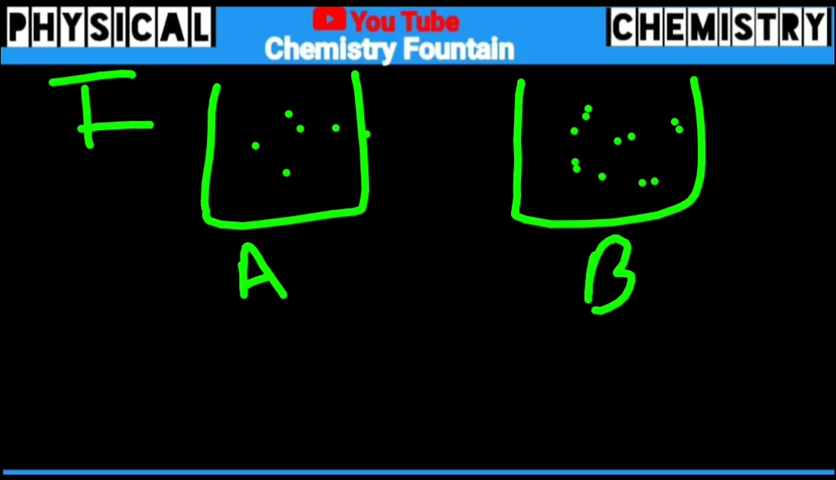 PHYSICAL
You Tube
CHEMISTRY
Chemistry Fountain
F
A
B